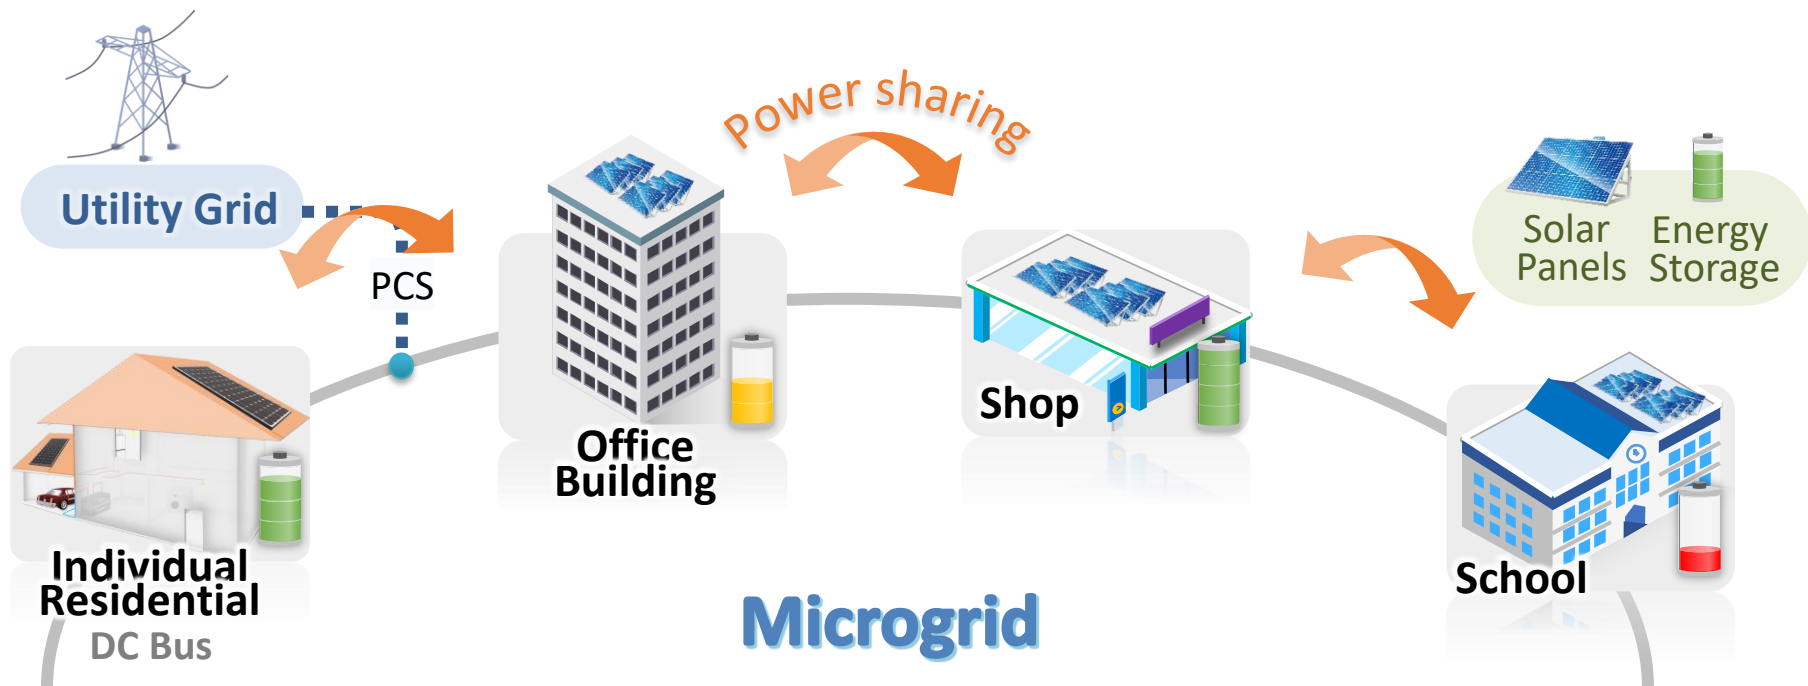 Power sharing
Utility Grid
PCS
Solar
Panels
Energy
Storage
Office
Building
Shop
School
Individual
Residential
DC Bus
Microgrid